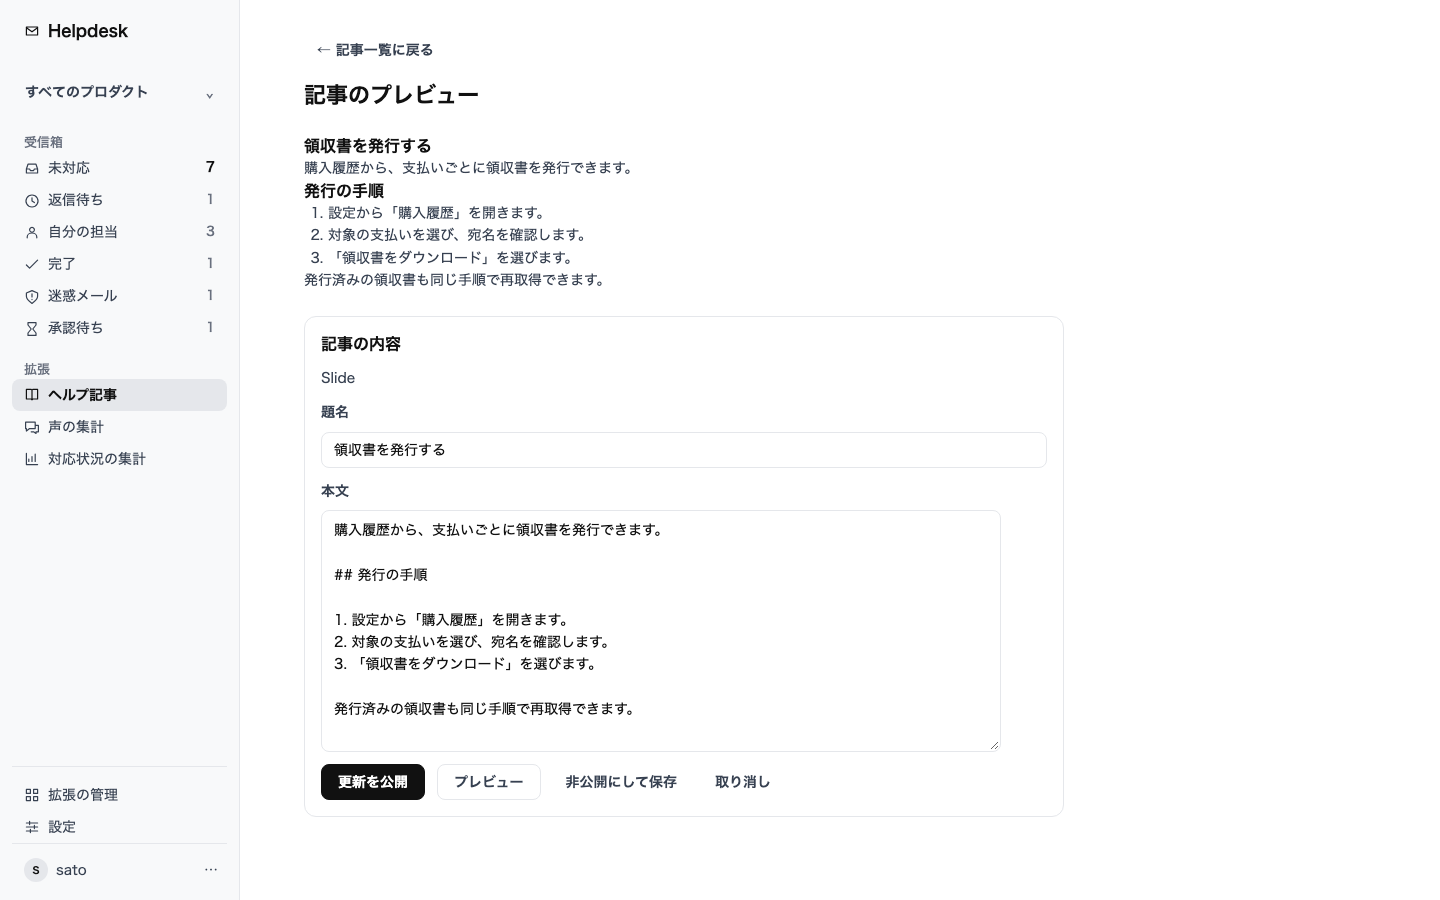 Helpdesk
すべてのプロダクト
受信箱
未対応 7
返信待ち 1
自分の担当 3
完了 1
迷惑メール 1
承認待ち 1
拡張
ヘルプ記事
声の集計
対応状況の集計
拡張の管理
設定
S sato ...
← 記事一覧に戻る
記事のプレビュー
領収書を発行する
購入履歴から、支払いごとに領収書を発行できます。
発行の手順
1. 設定から「購入履歴」を開きます。
2. 対象の支払いを選び、宛名を確認します。
3. 「領収書をダウンロード」を選びます。
発行済みの領収書も同じ手順で再取得できます。
記事の内容
Slide
題名
領収書を発行する
本文
購入履歴から、支払いごとに領収書を発行できます。
## 発行の手順
1. 設定から「購入履歴」を開きます。
2. 対象の支払いを選び、宛名を確認します。
3. 「領収書をダウンロード」を選びます。
発行済みの領収書も同じ手順で再取得できます。
更新を公開 プレビュー 非公開にして保存 取り消し